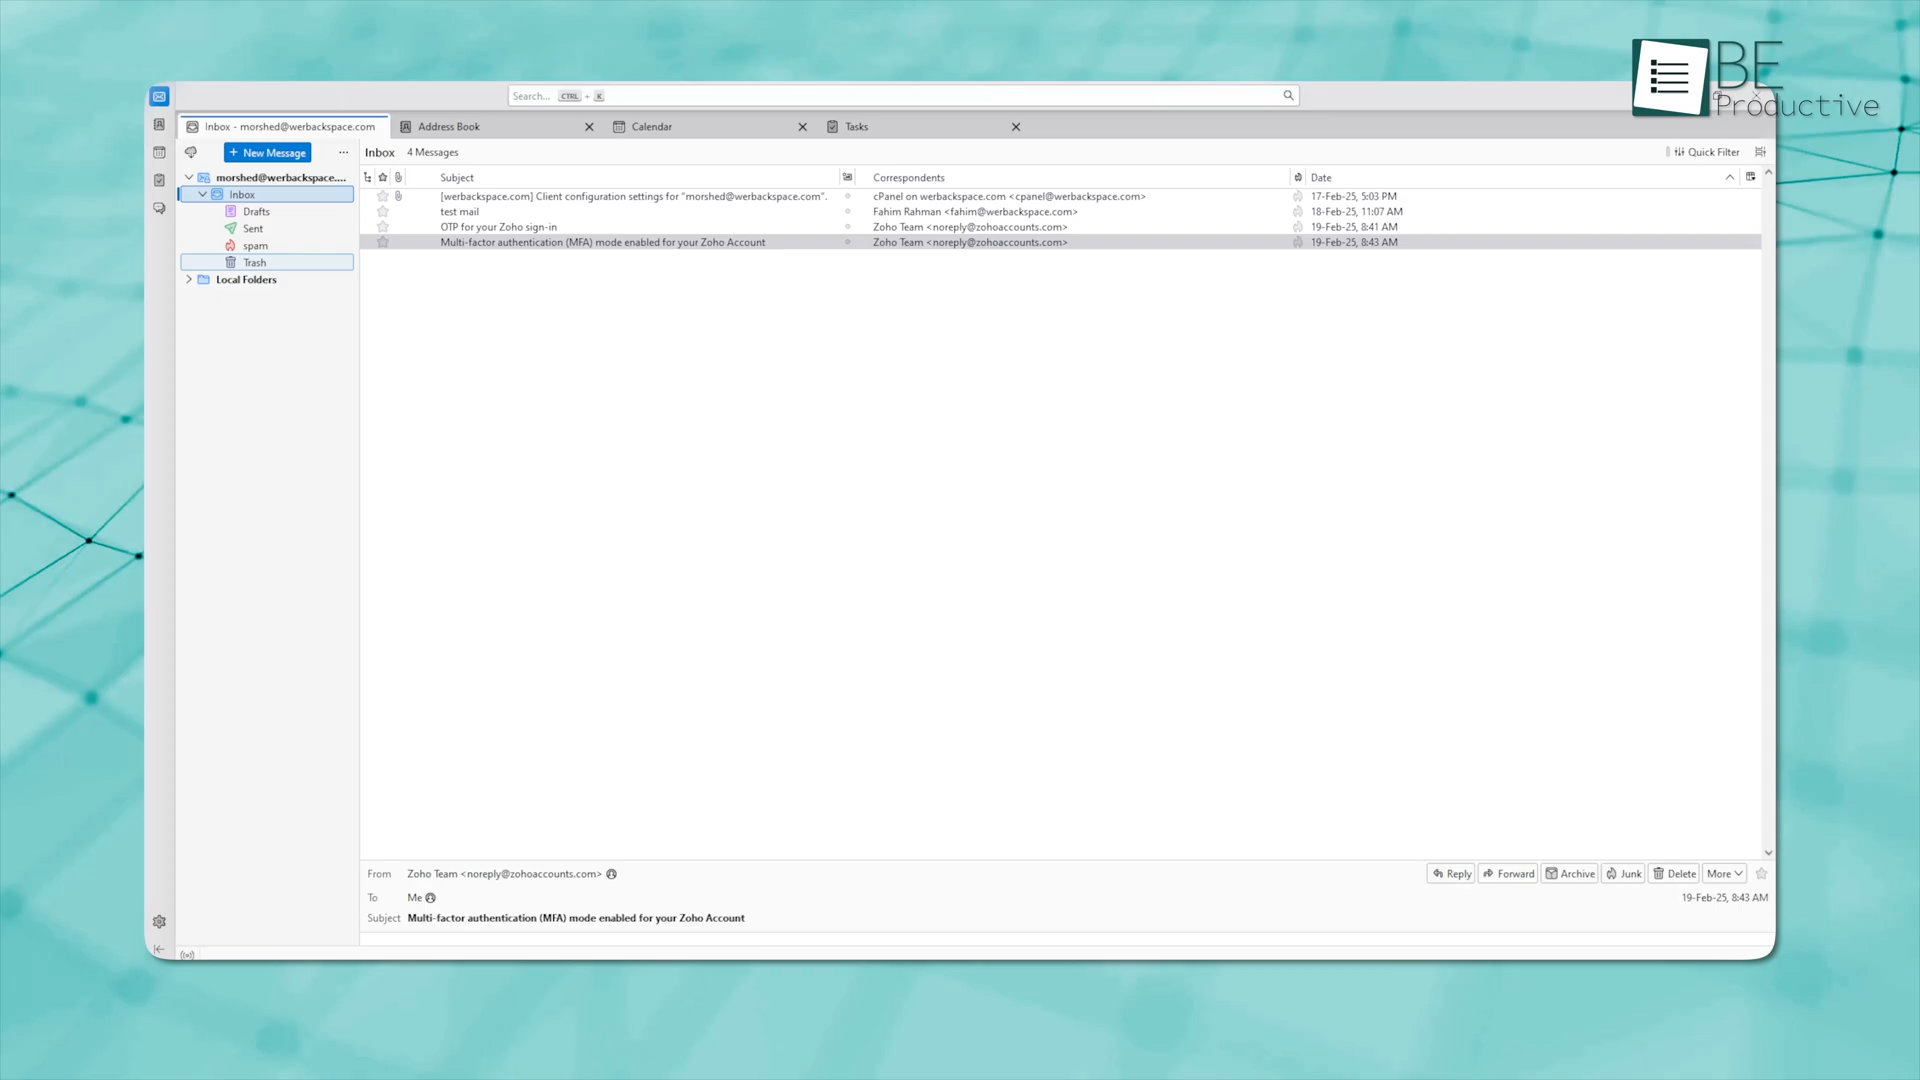 BE
Productive
Search... CTRL + K
Inbox - morshed@werbackspace.com Address Book Calendar Tasks
+ New Message ... Inbox 4 Messages Quick Filter
morshed@werbackspace....
Inbox
Drafts
Sent
spam
Trash
Local Folders
Subject Correspondents Date
[werbackspace.com] Client configuration settings for "morshed@werbackspace.com". cPanel on werbackspace.com <cpanel@werbackspace.com> 17-Feb-25, 5:03 PM
test mail Fahim Rahman <fahim@werbackspace.com> 18-Feb-25, 11:07 AM
OTP for your Zoho sign-in Zoho Team <noreply@zohoaccounts.com> 19-Feb-25, 8:41 AM
Multi-factor authentication (MFA) mode enabled for your Zoho Account Zoho Team <noreply@zohoaccounts.com> 19-Feb-25, 8:43 AM
From Zoho Team <noreply@zohoaccounts.com> Reply Forward Archive Junk Delete More
To Me 19-Feb-25, 8:43 AM
Subject Multi-factor authentication (MFA) mode enabled for your Zoho Account